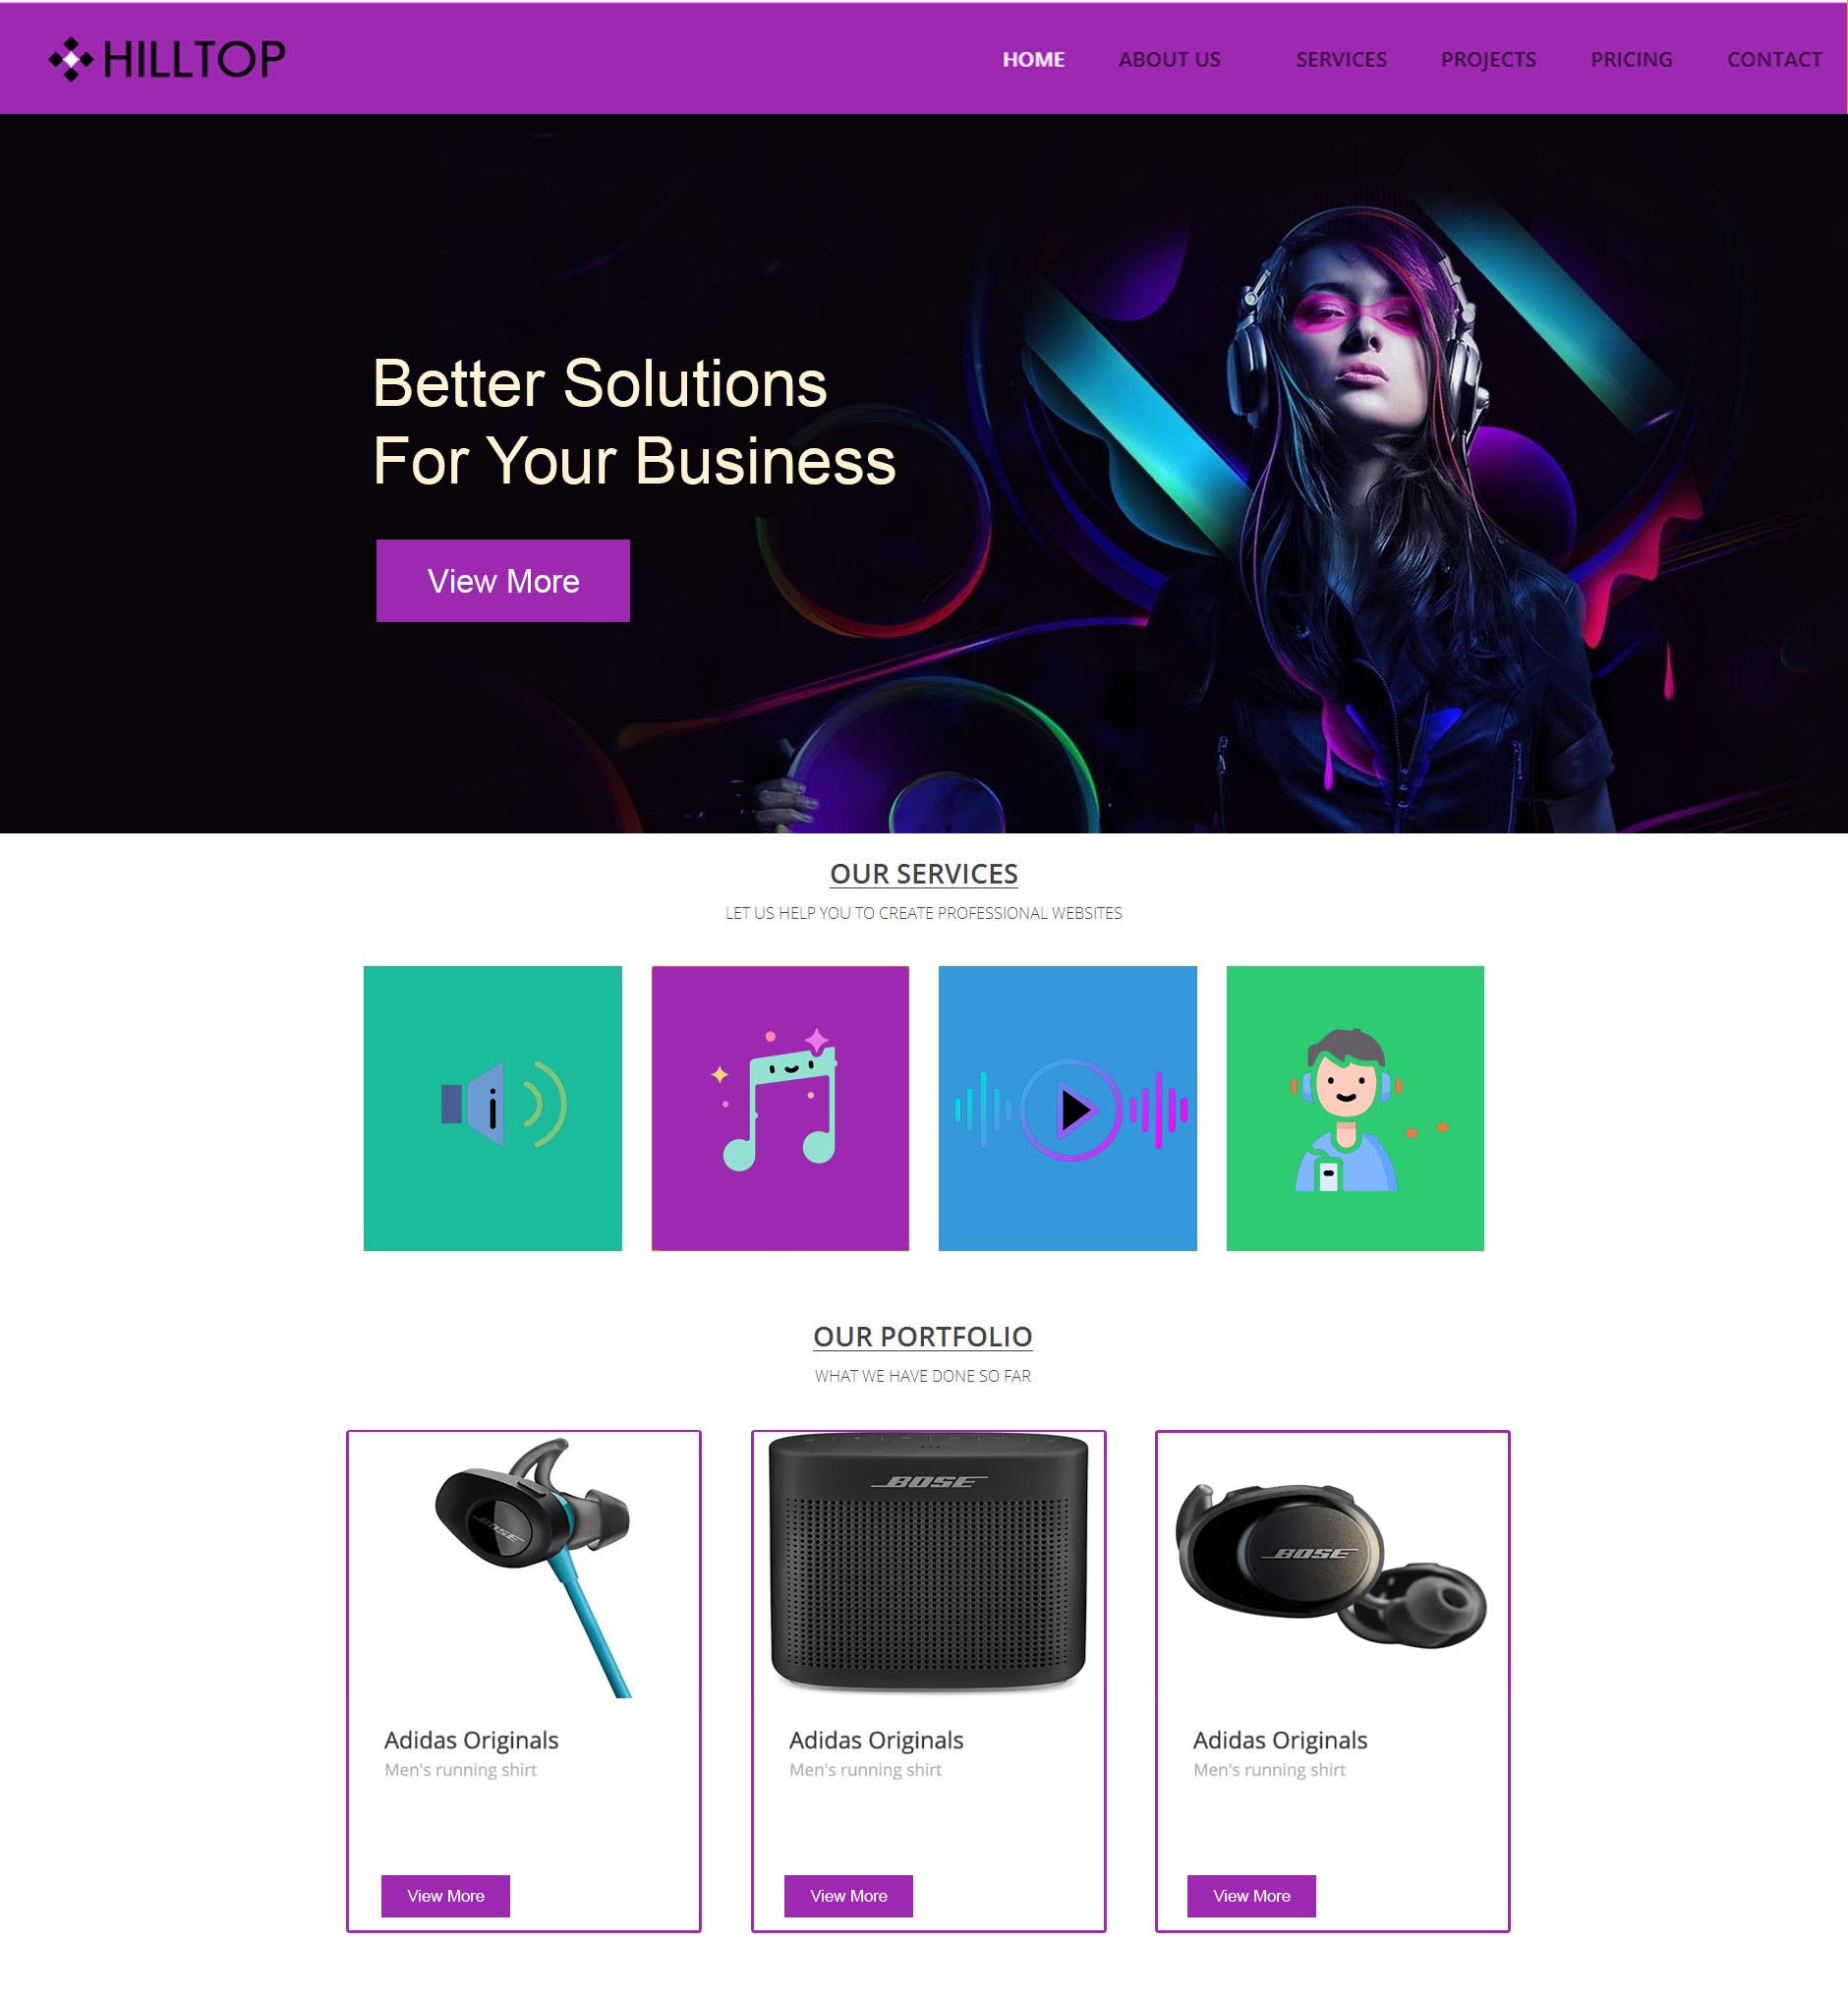 HILLTOP
HOME ABOUT US SERVICES PROJECTS PRICING CONTACT
Better Solutions
For Your Business
View More
OUR SERVICES
LET US HELP YOU TO CREATE PROFESSIONAL WEBSITES
OUR PORTFOLIO
WHAT WE HAVE DONE SO FAR
BOSE
BOSE
BOSE
Adidas Originals
Men's running shirt
View More
Adidas Originals
Men's running shirt
View More
Adidas Originals
Men's running shirt
View More